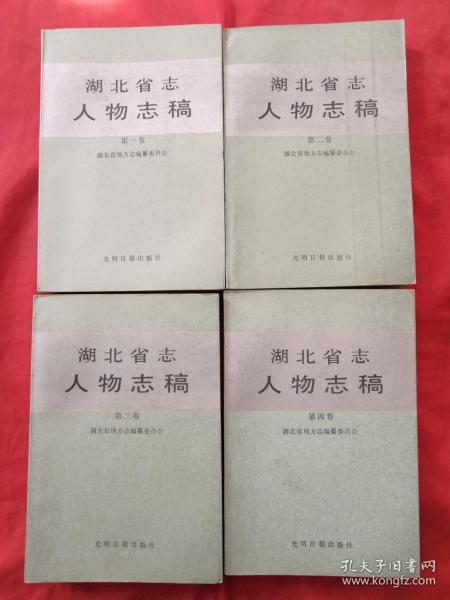 湖北省志
人物志稿
第一卷
湖北省地方志编纂委员会
光明日报出版社
湖北省志
人物志稿
第二卷
湖北省地方志编纂委员会
光明日报出版社
湖北省志
人物志稿
第三卷
湖北省地方志编纂委员会
光明日报出版社
湖北省志
人物志稿
第四卷
湖北省地方志编纂委员会
光明日报出版社
孔夫子旧书网
www.kongfz.com